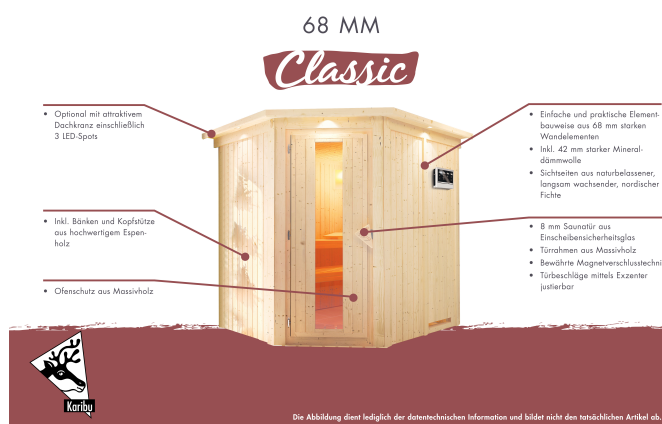 68 MM
Classic
Optional mit attraktivem
Dachkranz einschließlich
3 LED-Spots
Inkl. Bänken und Kopfstütze
aus hochwertigem Espen-
holz
Ofenschutz aus Massivholz
Einfache und praktische Element-
bauweise aus 68 mm starken
Wandelementen
Inkl. 42 mm starker Mineral-
dämmwolle
Sichtseiten aus naturbelassener,
langsam wachsender, nordischer
Fichte
8 mm Saunatür aus
Einscheibensicherheitsglas
Türrahmen aus Massivholz
Bewährte Magnetverschlusstechni
Türbeschläge mittels Exzenter
justierbar
Karibu
Die Abbildung dient lediglich der datentechnischen Information und bildet nicht den tatsächlichen Artikel ab.